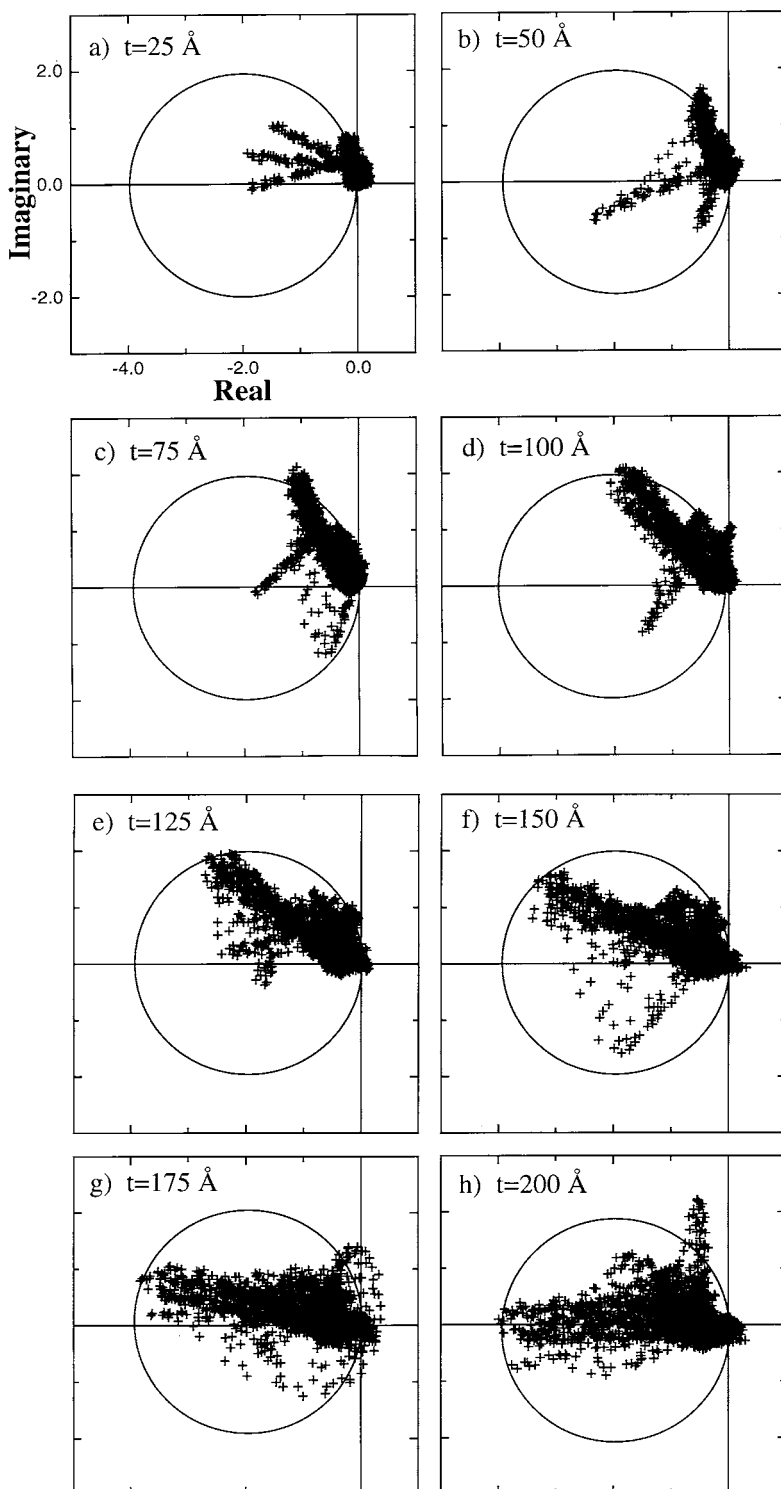 a) t=25 Å
b) t=50 Å
2.0
0.0
-2.0
Imaginary
-4.0
-2.0
0.0
Real
c) t=75 Å
d) t=100 Å
e) t=125 Å
f) t=150 Å
g) t=175 Å
h) t=200 Å